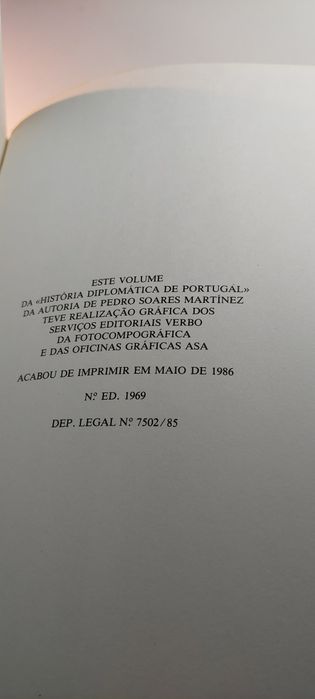 ESTE VOLUME
DA «HISTÓRIA DIPLOMÁTICA DE PORTUGAL»
DA AUTORIA DE PEDRO SOARES MARTÍNEZ
TEVE REALIZAÇÃO GRÁFICA DOS
SERVIÇOS EDITORIAIS VERBO
DA FOTOCOMPOGRÁFICA
E DAS OFICINAS GRÁFICAS ASA
ACABOU DE IMPRIMIR EM MAIO DE 1986
N.º ED. 1969
DEP. LEGAL N.º 7502/85